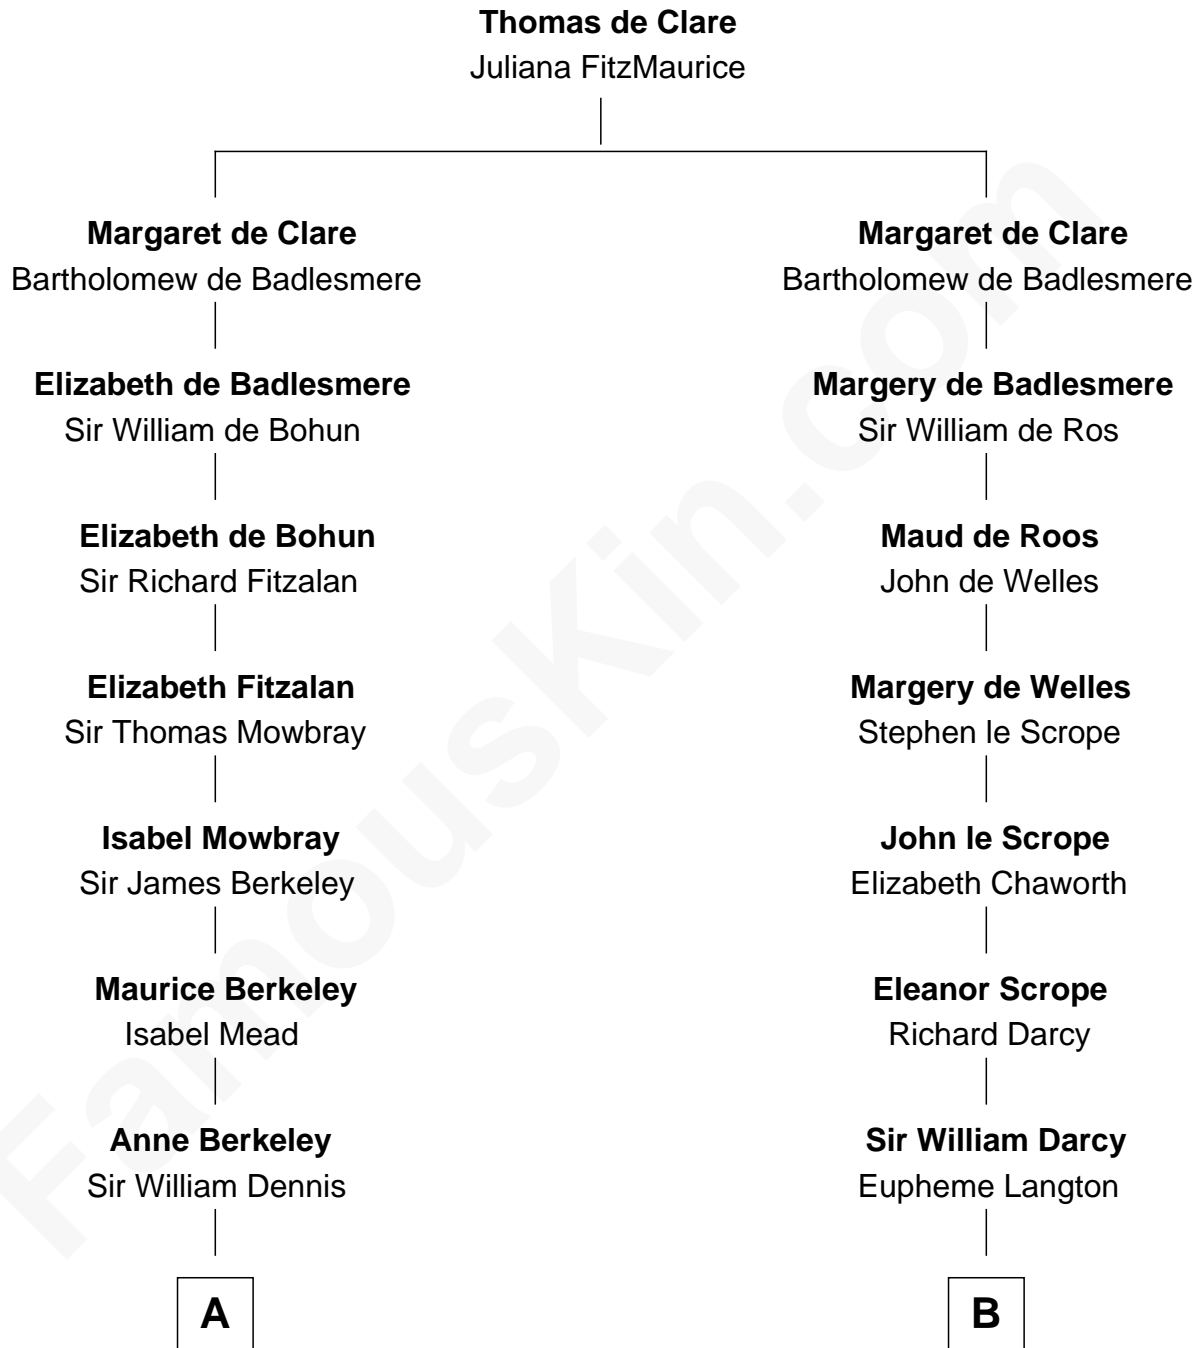 Thomas de Clare
Juliana FitzMaurice
Margaret de Clare
Bartholomew de Badlesmere
Elizabeth de Badlesmere
Sir William de Bohun
Elizabeth de Bohun
Sir Richard Fitzalan
Elizabeth Fitzalan
Sir Thomas Mowbray
Isabel Mowbray
Sir James Berkeley
Maurice Berkeley
Isabel Mead
Anne Berkeley
Sir William Dennis
A
Margaret de Clare
Bartholomew de Badlesmere
Margery de Badlesmere
Sir William de Ros
Maud de Roos
John de Welles
Margery de Welles
Stephen le Scrope
John le Scrope
Elizabeth Chaworth
Eleanor Scrope
Richard Darcy
Sir William Darcy
Eupheme Langton
B
FamousKin.com